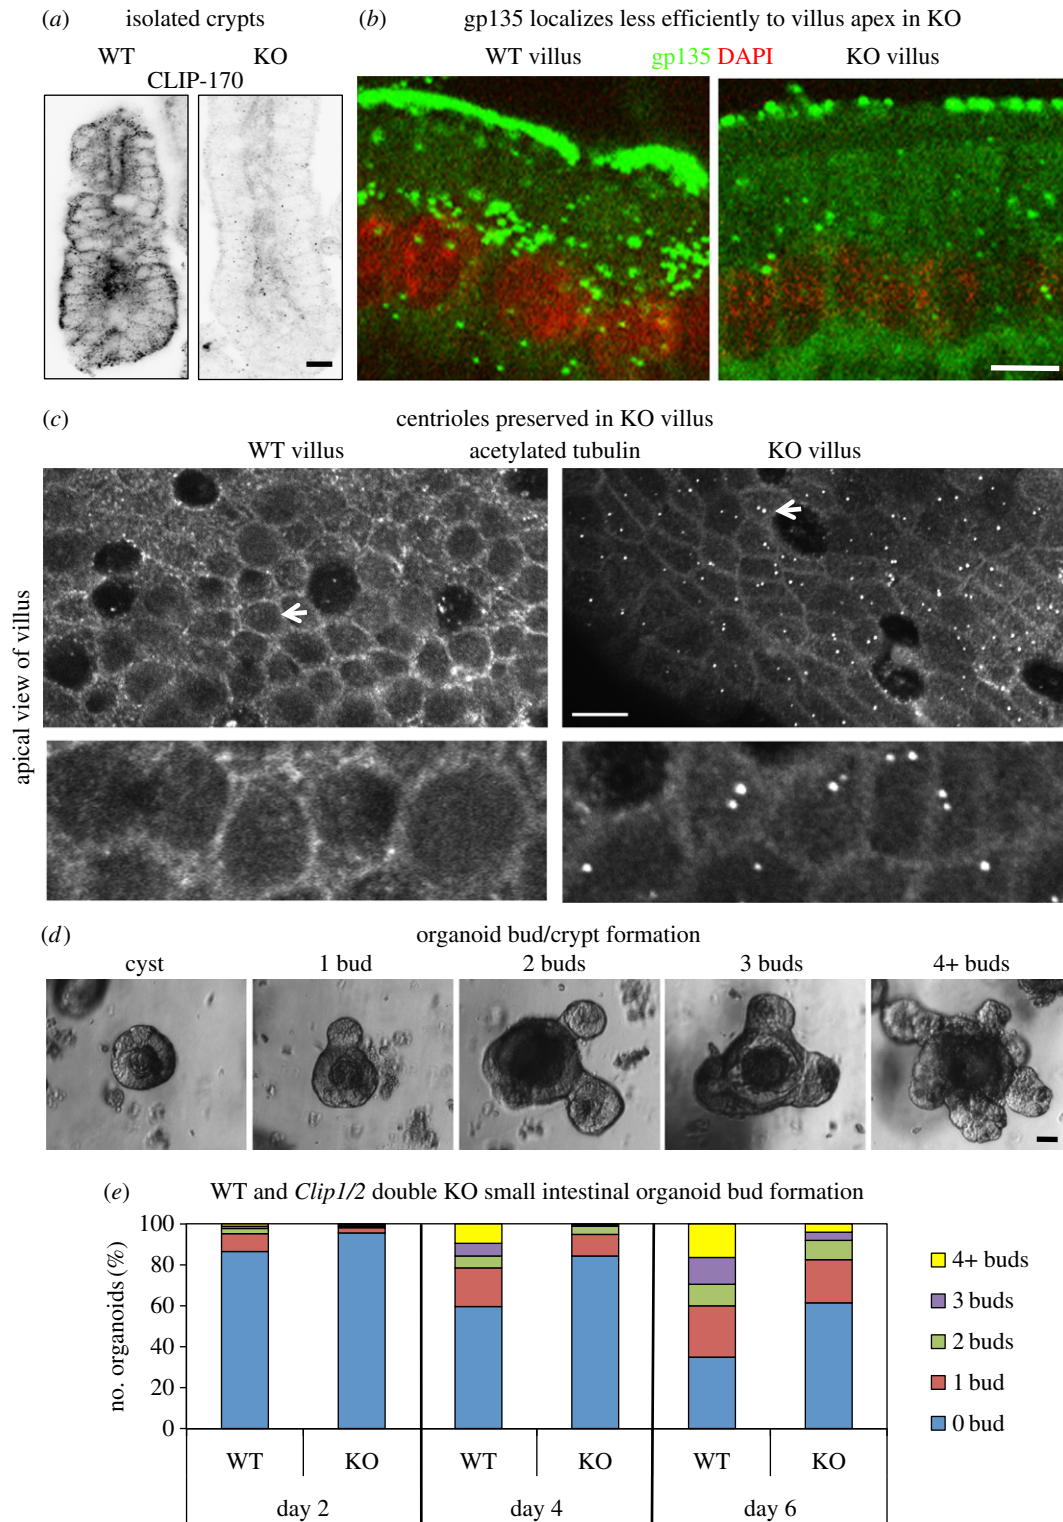 (a) isolated crypts
WT KO
CLIP-170
(b) gp135 localizes less efficiently to villus apex in KO
WT villus gp135 DAPI KO villus
(c) centrioles preserved in KO villus
WT villus acetylated tubulin KO villus
apical view of villus
(d) organoid bud/crypt formation
cyst 1 bud 2 buds 3 buds 4+ buds
(e) WT and Clip1/2 double KO small intestinal organoid bud formation
no. organoids (%)
100
80
60
40
20
0
WT KO WT KO WT KO
day 2 day 4 day 6
4+ buds
3 buds
2 buds
1 bud
0 bud